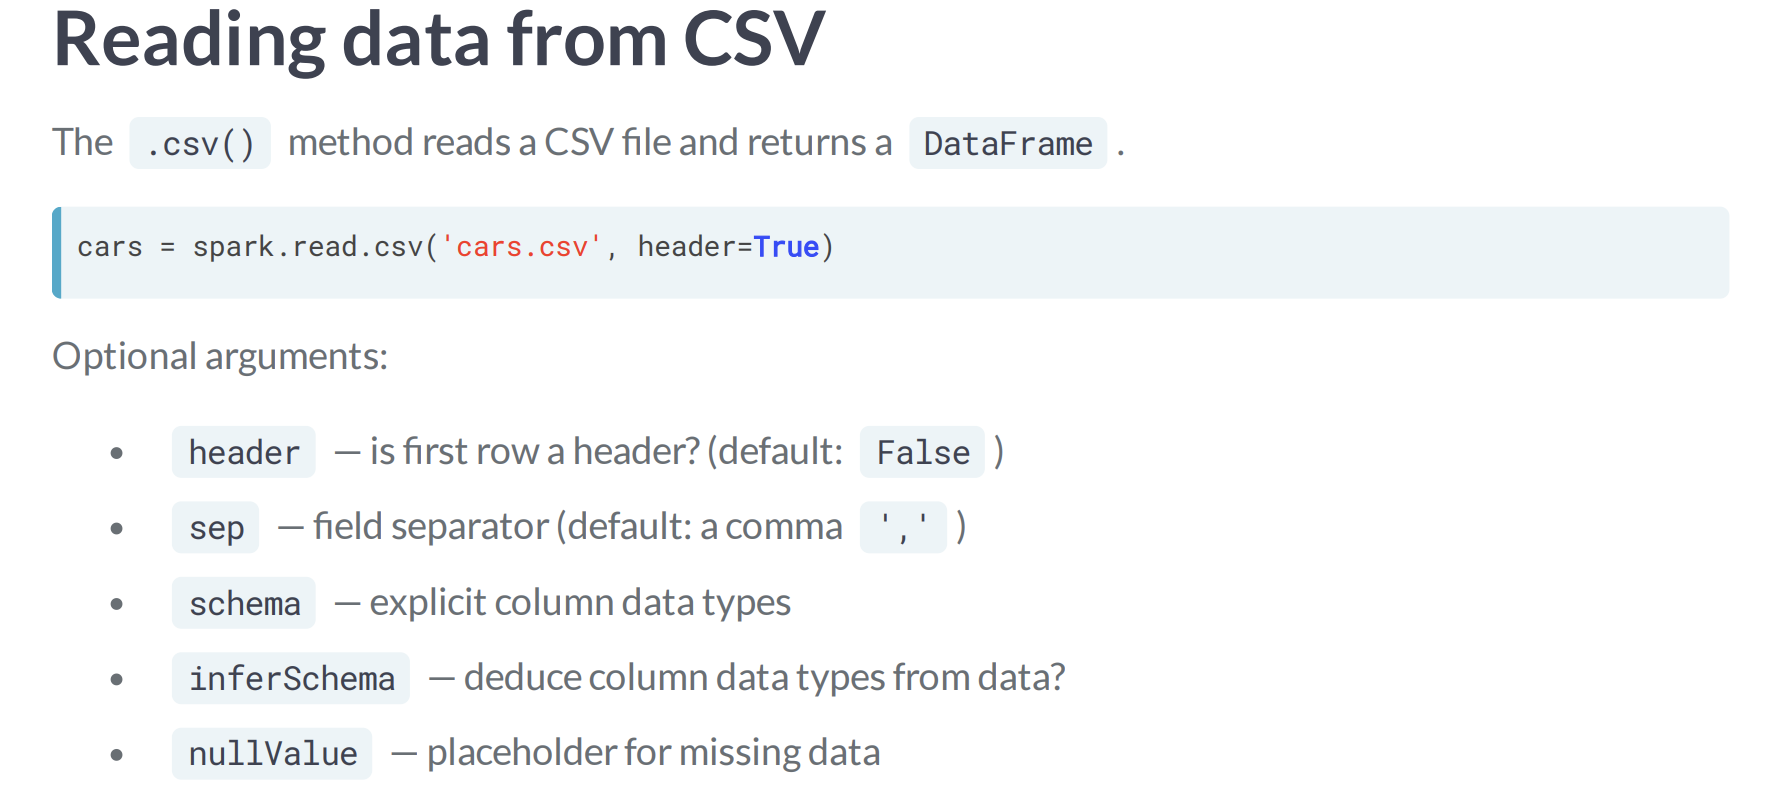 Reading data from CSV
The .csv() method reads a CSV file and returns a DataFrame .
cars = spark.read.csv('cars.csv', header=True)
Optional arguments:
• header — is first row a header? (default: False )
• sep — field separator (default: a comma ',' )
• schema — explicit column data types
• inferSchema — deduce column data types from data?
• nullValue — placeholder for missing data